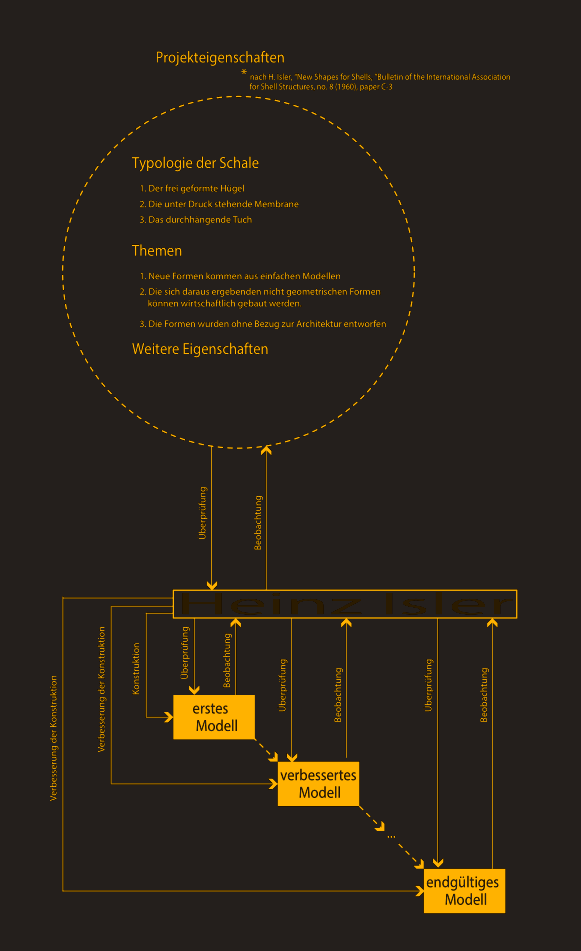 Projekteigenschaften
* nach H. Isler, "New Shapes for Shells, "Bulletin of the International Association
for Shell Structures, no. 8 (1960), paper C-3
Typologie der Schale
1. Der frei geformte Hügel
2. Die unter Druck stehende Membrane
3. Das durchhängende Tuch
Themen
1. Neue Formen kommen aus einfachen Modellen
2. Die sich daraus ergebenden nicht geometrischen Formen
können wirtschaftlich gebaut werden.
3. Die Formen wurden ohne Bezug zur Architektur entworfen
Weitere Eigenschaften
Überprüfung
Beobachtung
Heinz Isler
Verbesserung der Konstruktion
Verbesserung der Konstruktion
Konstruktion
Überprüfung
Beobachtung
Überprüfung
Beobachtung
Überprüfung
Beobachtung
erstes
Modell
verbessertes
Modell
...
endgültiges
Modell